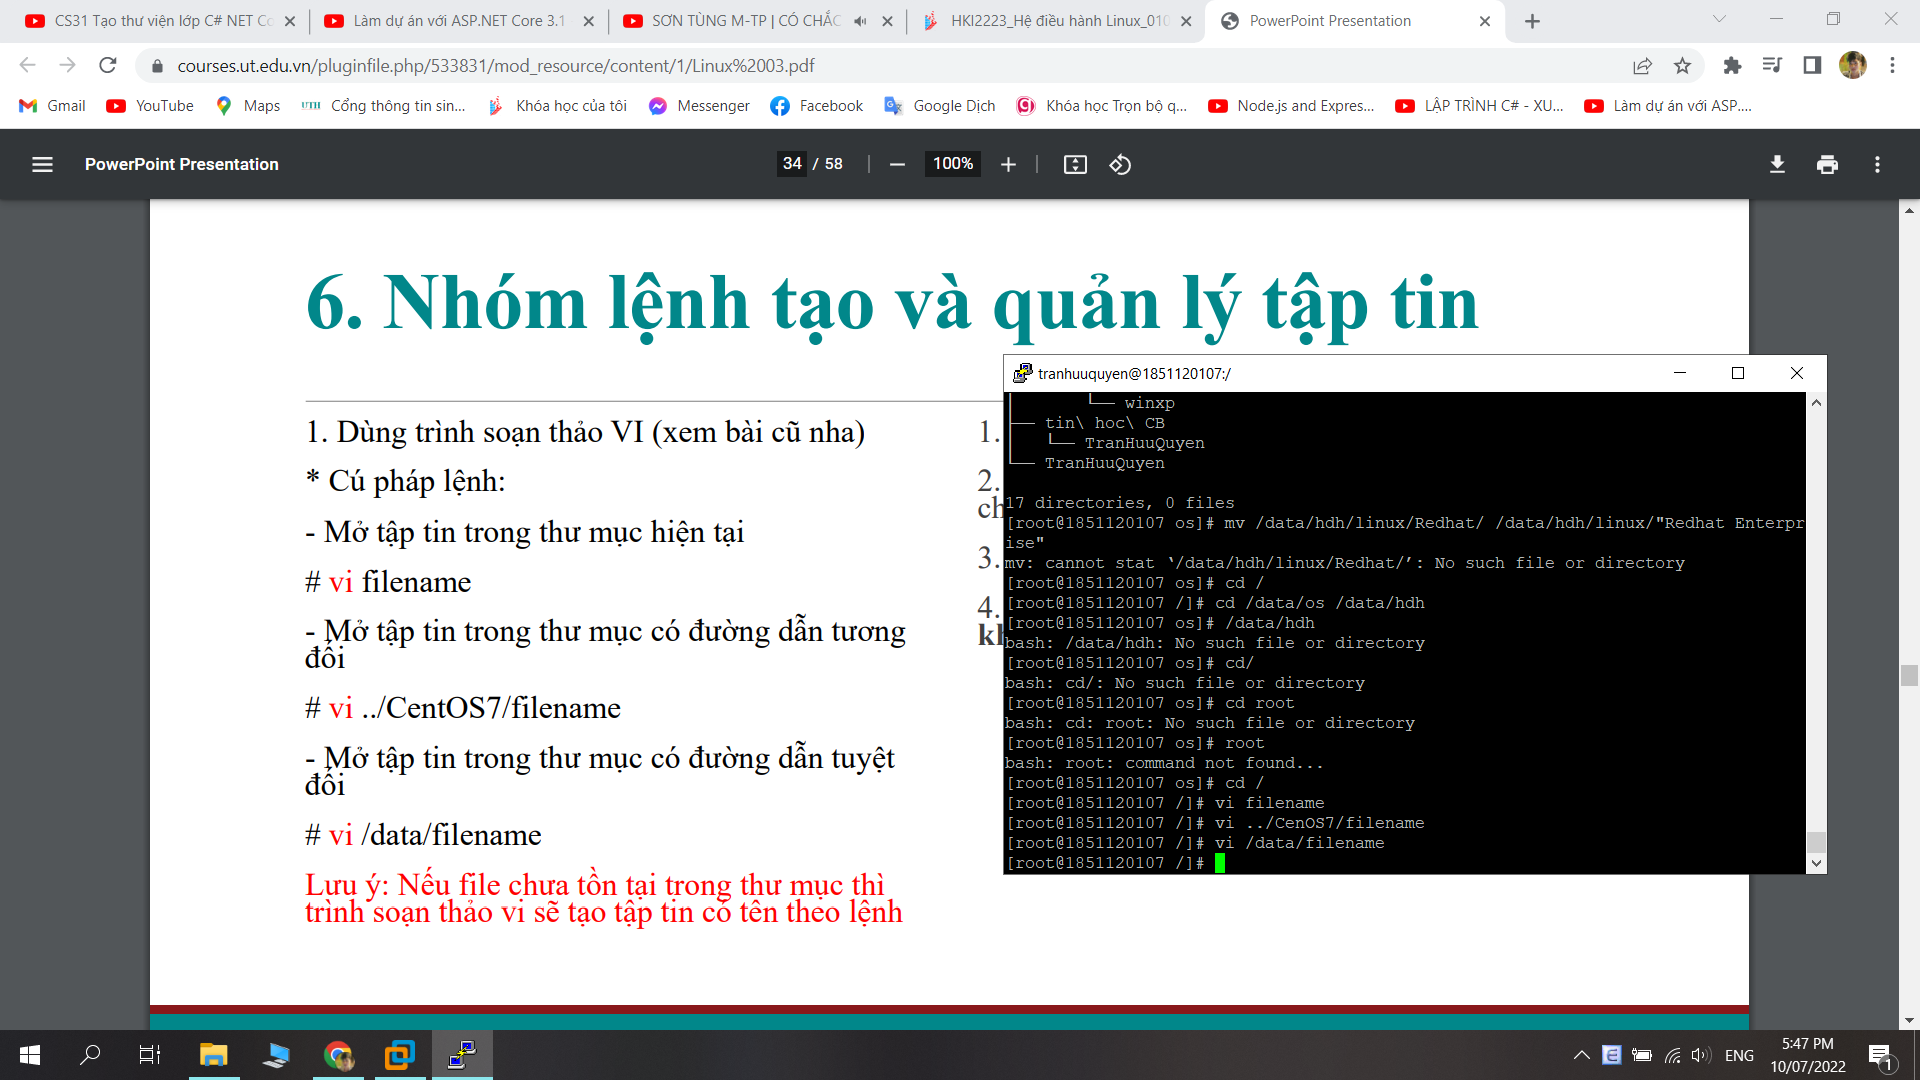 CS31 Tạo thư viện lớp C# NET Co
Làm dự án với ASP.NET Core 3.1
SƠN TÙNG M-TP | CÓ CHẮC
HKI2223_Hệ điều hành Linux_010
PowerPoint Presentation
courses.ut.edu.vn/pluginfile.php/533831/mod_resource/content/1/Linux%2003.pdf
Gmail
YouTube
Maps
UTH
Cổng thông tin sin...
Khóa học của tôi
Messenger
Facebook
Google Dịch
Khóa học Trọn bộ q...
Node.js and Expres...
LẬP TRÌNH C# - XU...
Làm dự án với ASP....
PowerPoint Presentation
34 / 58
100%
6. Nhóm lệnh tạo và quản lý tập tin
1. Dùng trình soạn thảo VI (xem bài cũ nha)
* Cú pháp lệnh:
- Mở tập tin trong thư mục hiện tại
# vi filename
- Mở tập tin trong thư mục có đường dẫn tương
đối
# vi ../CentOS7/filename
- Mở tập tin trong thư mục có đường dẫn tuyệt
đối
# vi /data/filename
Lưu ý: Nếu file chưa tồn tại trong thư mục thì
trình soạn thảo vi sẽ tạo tập tin có tên theo lệnh
1.
2.
ch
3.
4.
kh
tranhuuquyen@1851120107:/
│       └── winxp
├── tin\ hoc\ CB
│   └── TranHuuQuyen
└── TranHuuQuyen
17 directories, 0 files
[root@1851120107 os]# mv /data/hdh/linux/Redhat/ /data/hdh/linux/"Redhat Enterpr
ise"
mv: cannot stat ‘/data/hdh/linux/Redhat/’: No such file or directory
[root@1851120107 os]# cd /
[root@1851120107 /]# cd /data/os /data/hdh
[root@1851120107 os]# /data/hdh
bash: /data/hdh: No such file or directory
[root@1851120107 os]# cd/
bash: cd/: No such file or directory
[root@1851120107 os]# cd root
bash: cd: root: No such file or directory
[root@1851120107 os]# root
bash: root: command not found...
[root@1851120107 os]# cd /
[root@1851120107 /]# vi filename
[root@1851120107 /]# vi ../CenOS7/filename
[root@1851120107 /]# vi /data/filename
[root@1851120107 /]#
ENG
5:47 PM
10/07/2022
1